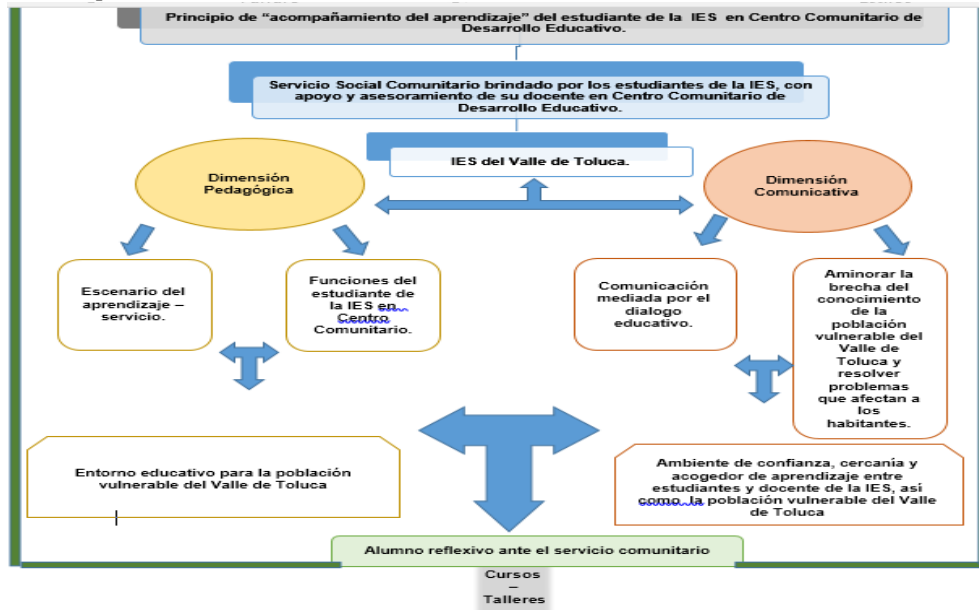 Principio de “acompañamiento del aprendizaje” del estudiante de la  IES  en Centro Comunitario de
Desarrollo Educativo.
Servicio Social Comunitario brindado por los estudiantes de la IES, con
apoyo y asesoramiento de su docente en Centro Comunitario de
Desarrollo Educativo.
IES del Valle de Toluca.
Dimensión
Pedagógica
Dimensión
Comunicativa
Escenario del
aprendizaje –
servicio.
Funciones del
estudiante de
la IES en
Centro
Comunitario.
Comunicación
mediada por el
dialogo
educativo.
Aminorar la
brecha del
conocimiento
de la
población
vulnerable del
Valle de
Toluca y
resolver
problemas
que afectan a
los
habitantes.
Entorno educativo para la población
vulnerable del Valle de Toluca
Ambiente de confianza, cercanía y
acogedor de aprendizaje entre
estudiantes y docente de la IES, así
como  la población vulnerable del Valle
de Toluca
Alumno reflexivo ante el servicio comunitario
Cursos
–
Talleres